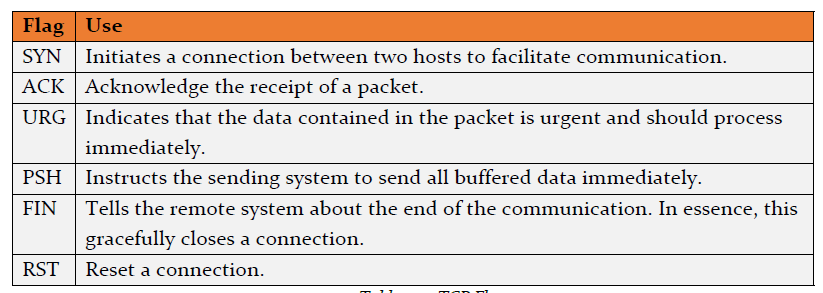 Flag Use
SYN Initiates a connection between two hosts to facilitate communication.
ACK Acknowledge the receipt of a packet.
URG Indicates that the data contained in the packet is urgent and should process
immediately.
PSH Instructs the sending system to send all buffered data immediately.
FIN Tells the remote system about the end of the communication. In essence, this
gracefully closes a connection.
RST Reset a connection.